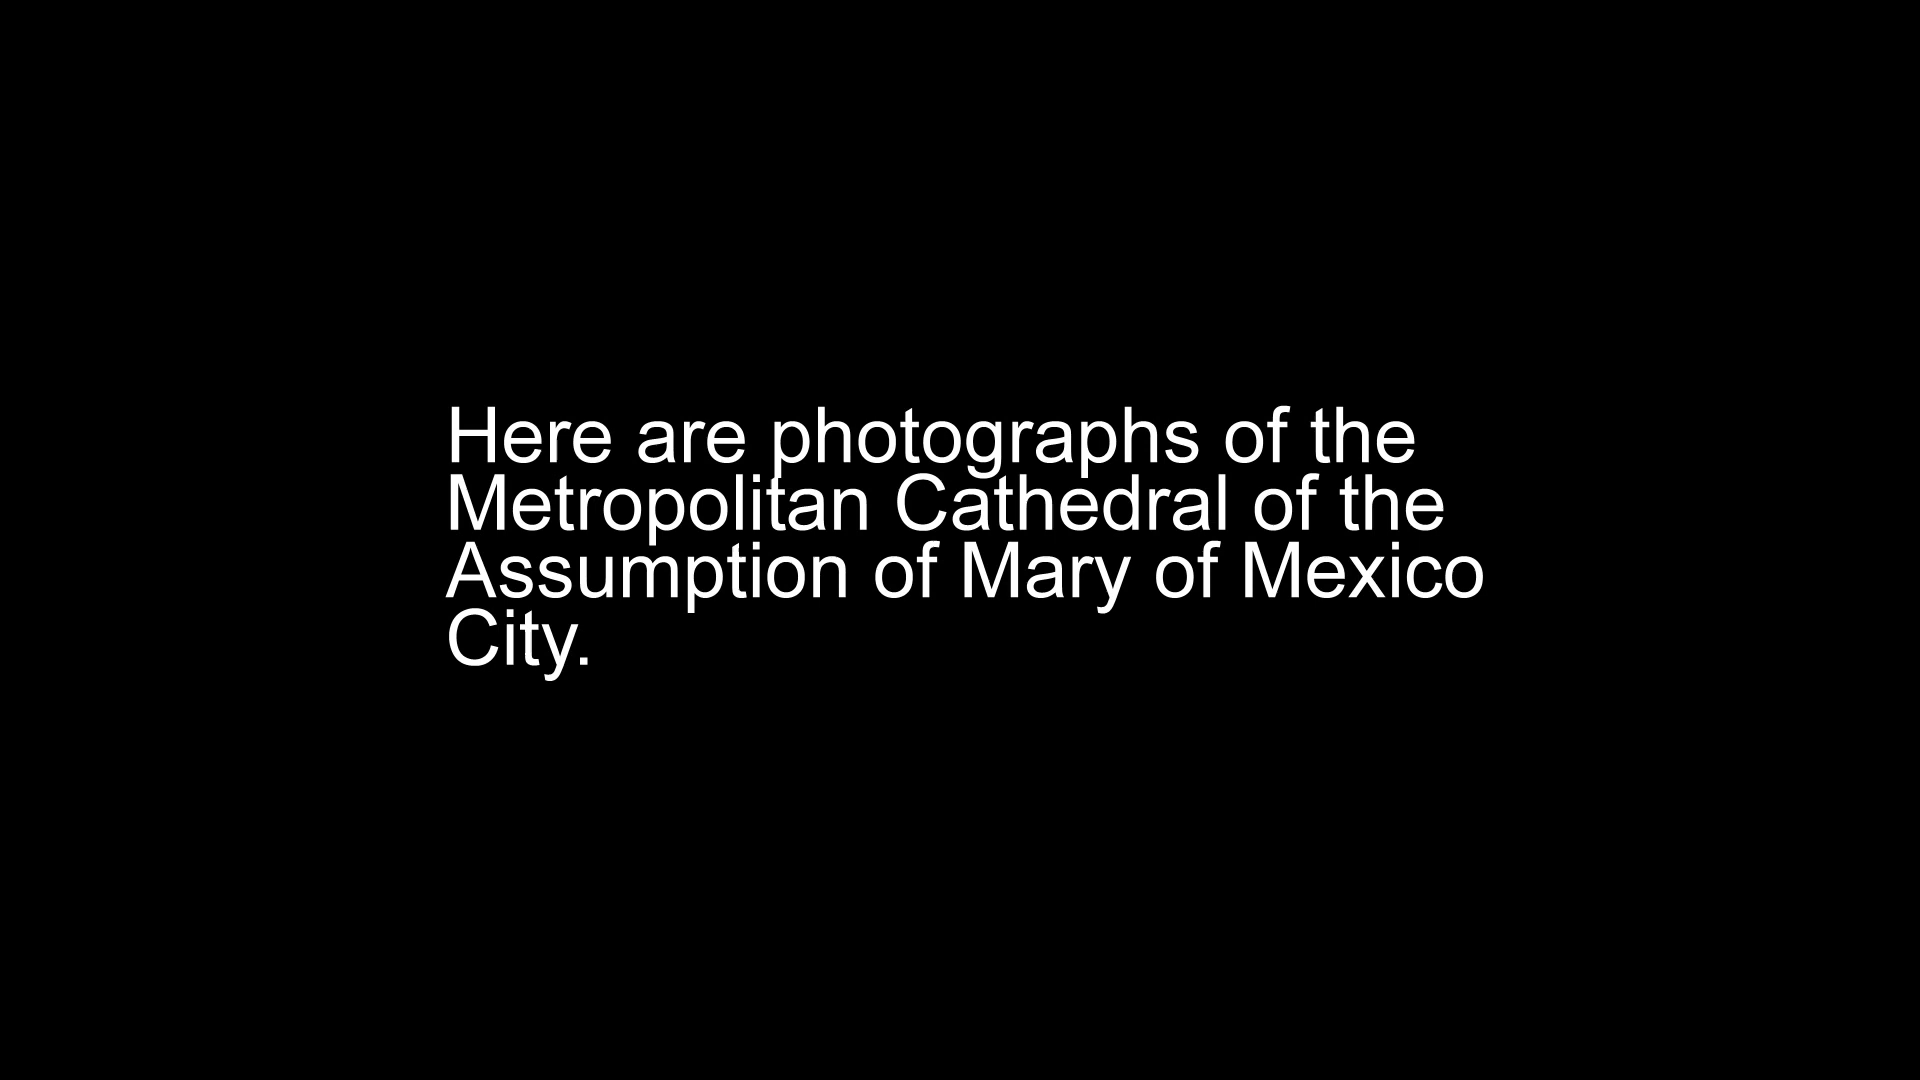 Here are photographs of the
Metropolitan Cathedral of the
Assumption of Mary of Mexico
City.